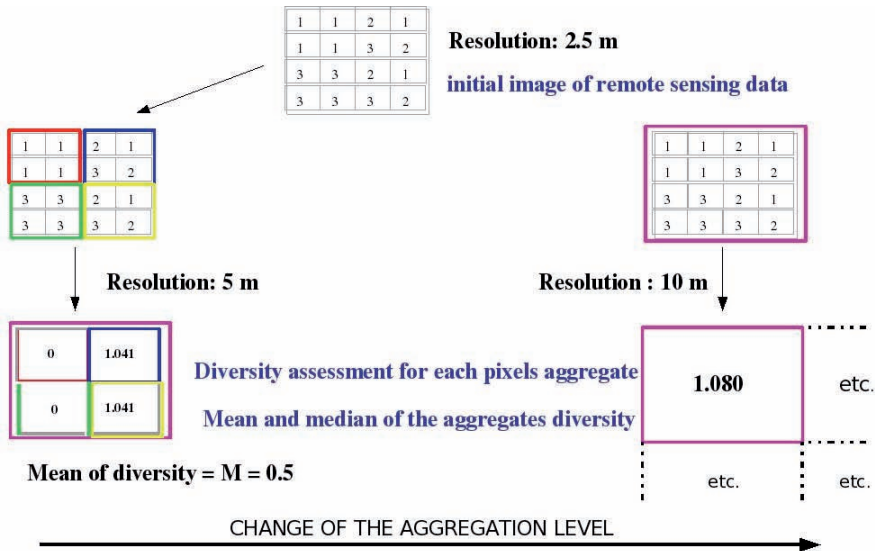 1 1 2 1
1 1 3 2
3 3 2 1
3 3 3 2
Resolution: 2.5 m
initial image of remote sensing data
1 1 2 1
1 1 3 2
3 3 2 1
3 3 3 2
1 1 2 1
1 1 3 2
3 3 2 1
3 3 3 2
Resolution: 5 m
Resolution : 10 m
0 1.041
0 1.041
Diversity assessment for each pixels aggregate
Mean and median of the aggregates diversity
1.080
etc.
Mean of diversity = M = 0.5
etc.
etc.
CHANGE OF THE AGGREGATION LEVEL